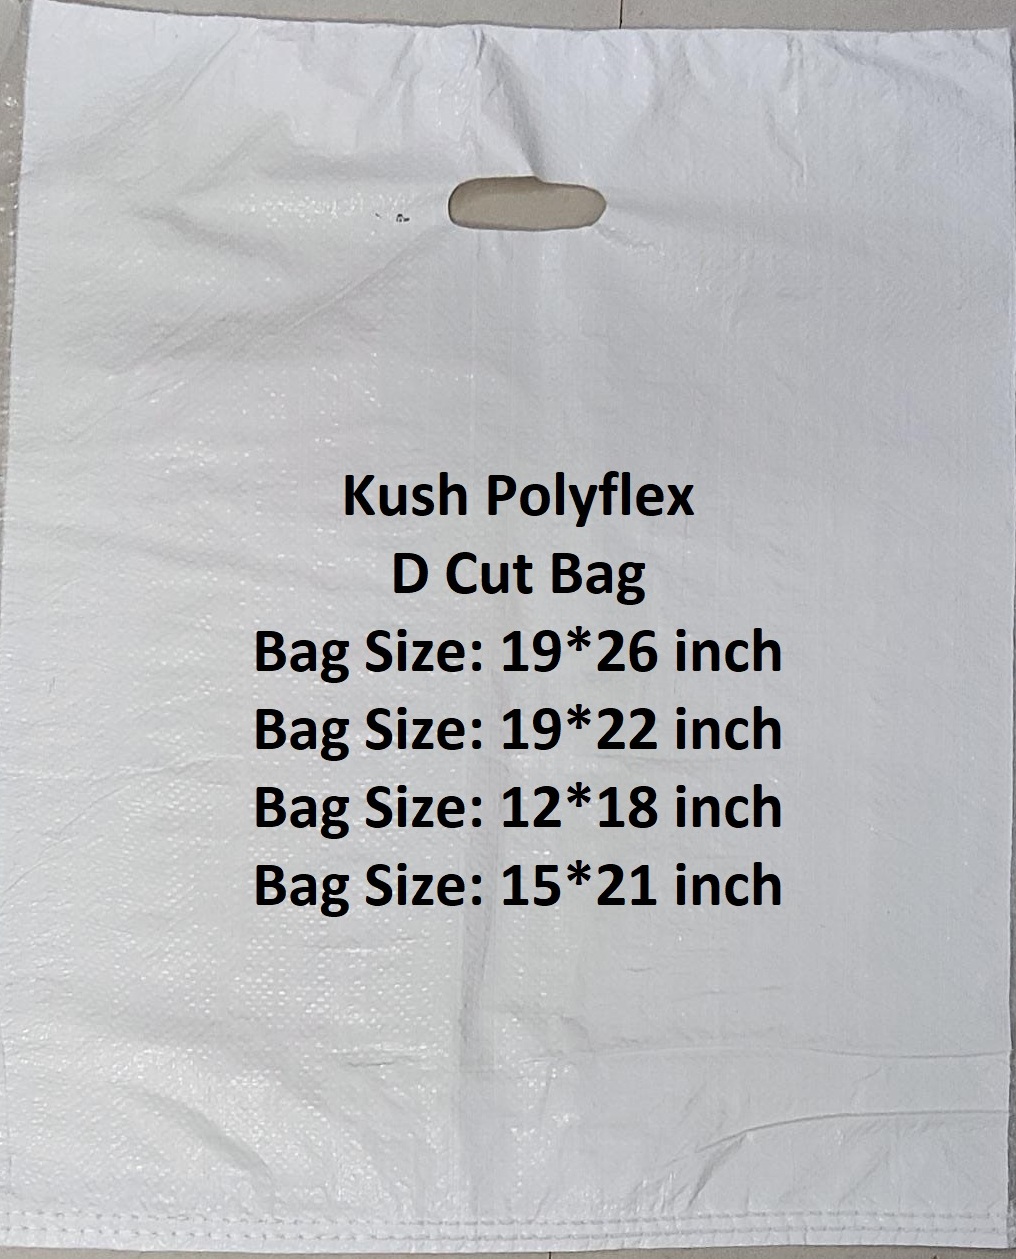 Kush Polyflex
D Cut Bag
Bag Size: 19*26 inch
Bag Size: 19*22 inch
Bag Size: 12*18 inch
Bag Size: 15*21 inch